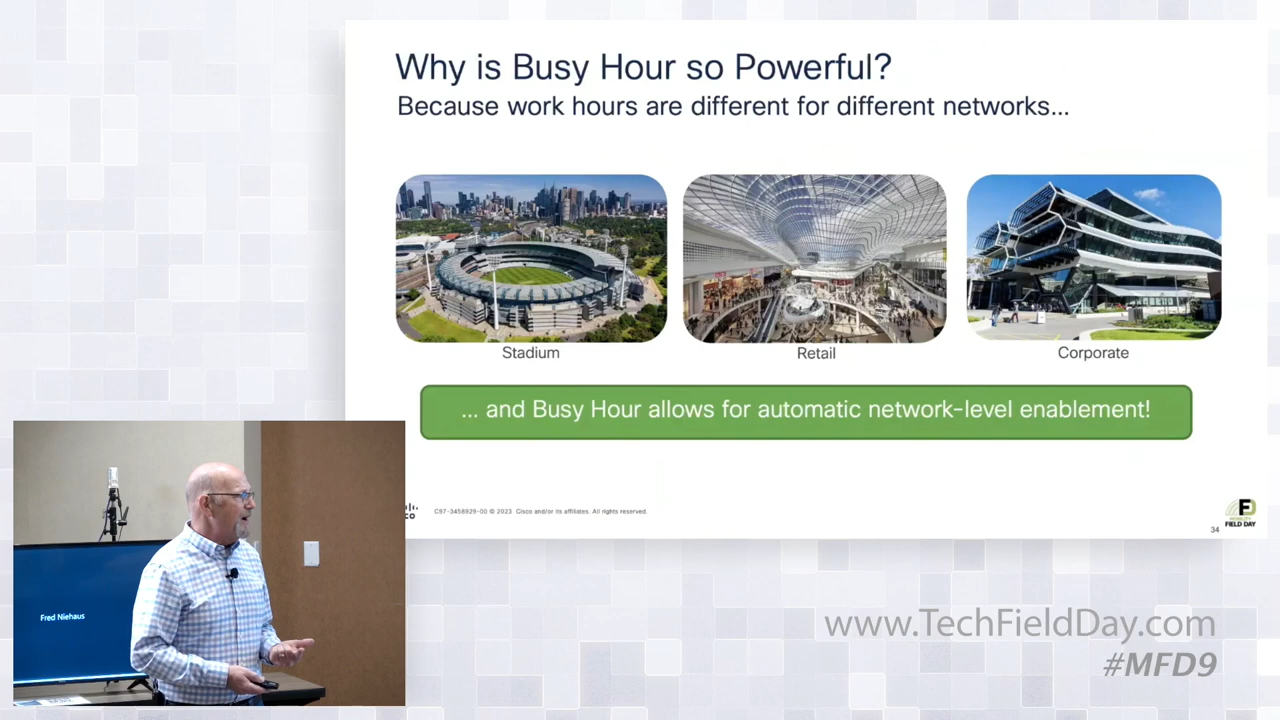 Why is Busy Hour so Powerful?
Because work hours are different for different networks...
Stadium
Retail
Corporate
... and Busy Hour allows for automatic network-level enablement!
co
C97-3458929-00 © 2023 Cisco and/or its affiliates. All rights reserved.
34
F
MOBILITY
FIELD DAY
Fred Niehaus
www.TechFieldDay.com
#MFD9